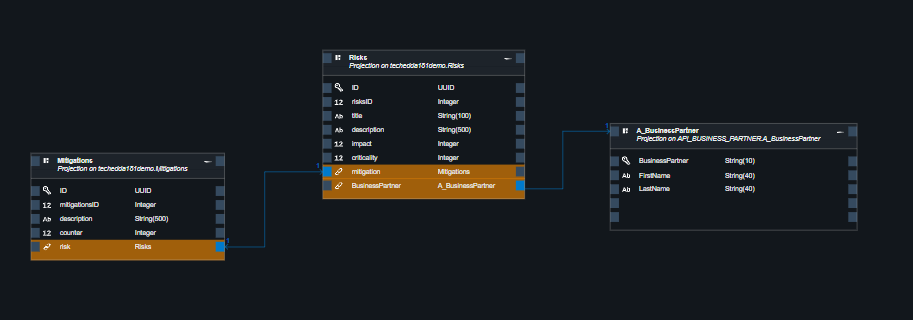 Risks
Projection on techedda151demo.Risks
ID UUID
12 risksID Integer
Ab title String(100)
Ab description String(500)
12 impact Integer
12 criticality Integer
1 mitigation Mitigations
BusinessPartner A_BusinessPartner
1 A_BusinessPartner
Projection on API_BUSINESS_PARTNER.A_BusinessPartner
BusinessPartner String(10)
Ab FirstName String(40)
Ab LastName String(40)
Mitigations
Projection on techedda151demo.Mitigations
ID UUID
12 mitigationsID Integer
Ab description String(500)
12 counter Integer
risk Risks 1